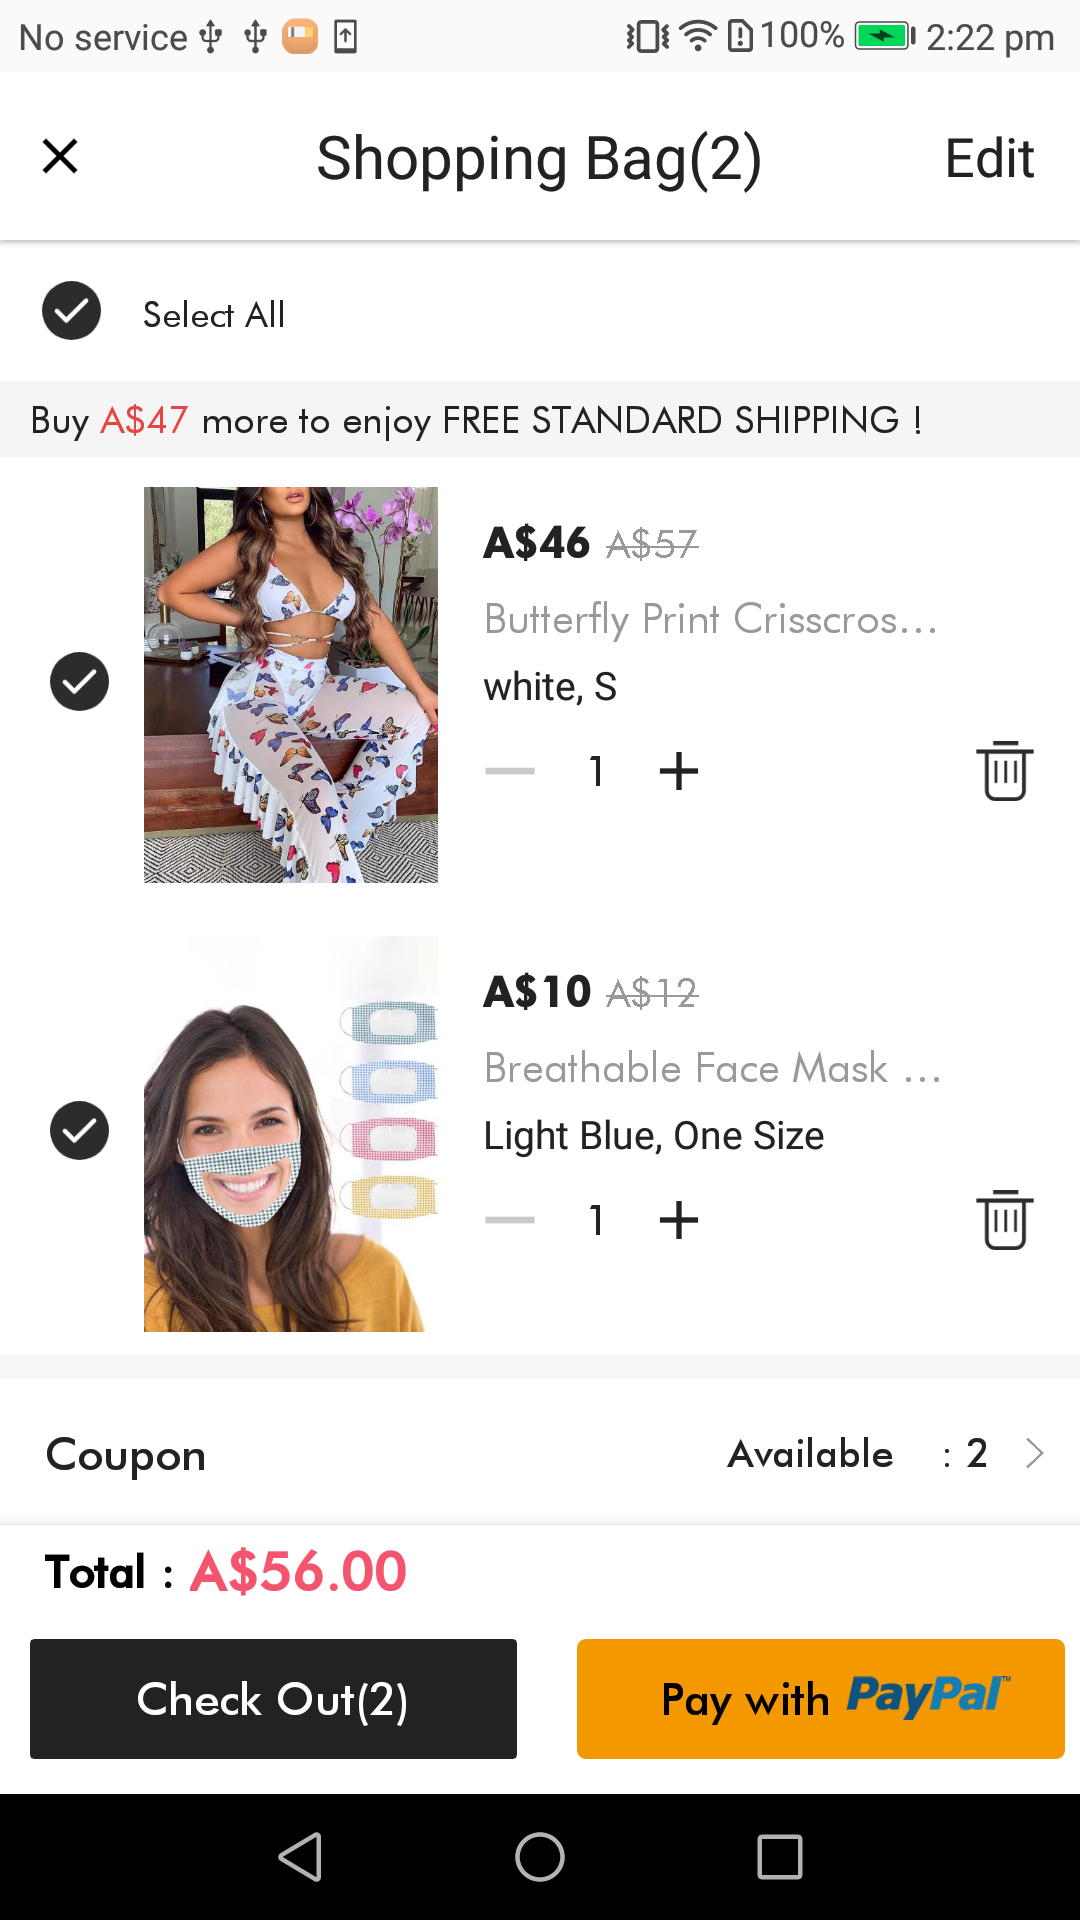 No service 100% 2:22 pm
Shopping Bag(2) Edit
Select All
Buy A$47 more to enjoy FREE STANDARD SHIPPING !
A$46 A$57
Butterfly Print Crisscros...
white, S
1
A$10 A$12
Breathable Face Mask ...
Light Blue, One Size
1
Coupon Available : 2
Total : A$56.00
Check Out(2) Pay with PayPal™